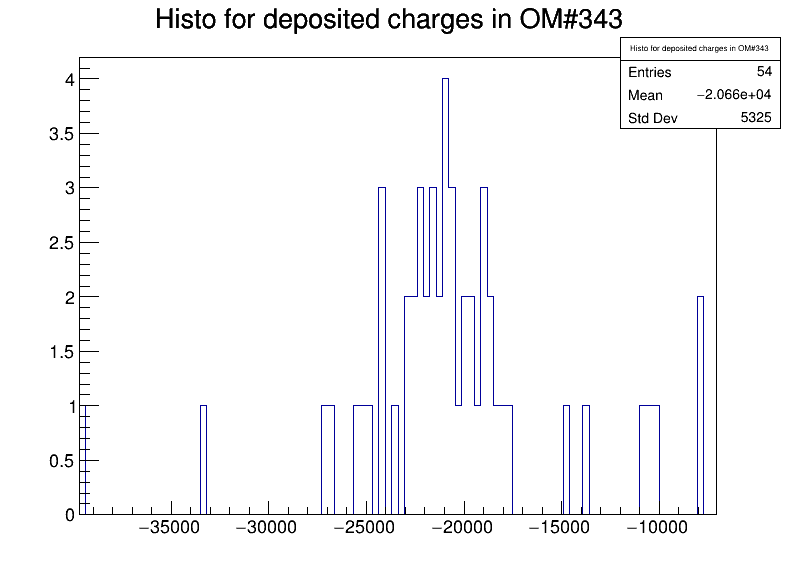 Histo for deposited charges in OM#343
Histo for deposited charges in OM#343
Entries 54
Mean −2.066e+04
Std Dev 5325
4
3.5
3
2.5
2
1.5
1
0.5
0
−35000 −30000 −25000 −20000 −15000 −10000